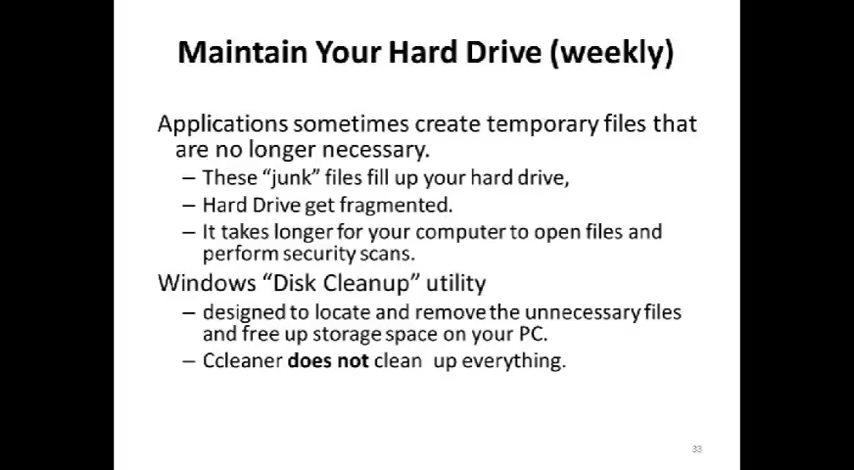 Maintain Your Hard Drive (weekly)
Applications sometimes create temporary files that
are no longer necessary.
– These “junk” files fill up your hard drive,
– Hard Drive get fragmented.
– It takes longer for your computer to open files and
perform security scans.
Windows “Disk Cleanup” utility
– designed to locate and remove the unnecessary files
and free up storage space on your PC.
– Ccleaner does not clean up everything.
33